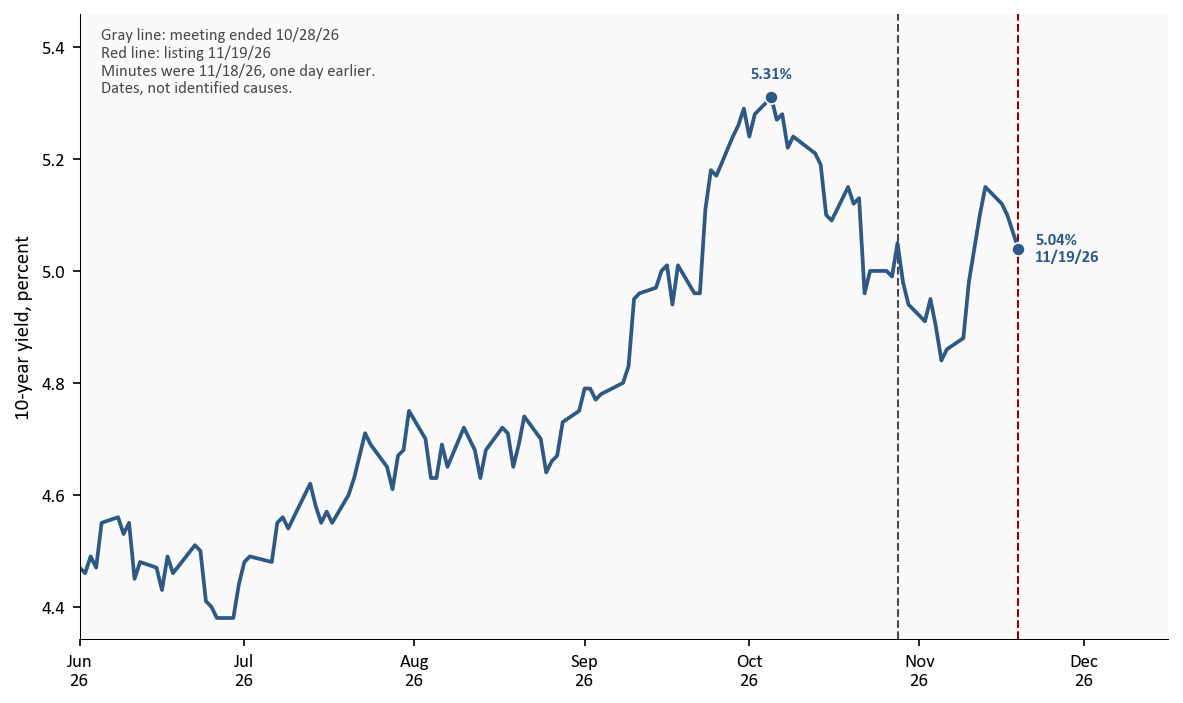 Gray line: meeting ended 10/28/26
Red line: listing 11/19/26
Minutes were 11/18/26, one day earlier.
Dates, not identified causes.
5.4
5.2
5.0
4.8
4.6
4.4
10-year yield, percent
5.31%
5.04%
11/19/26
Jun
26
Jul
26
Aug
26
Sep
26
Oct
26
Nov
26
Dec
26